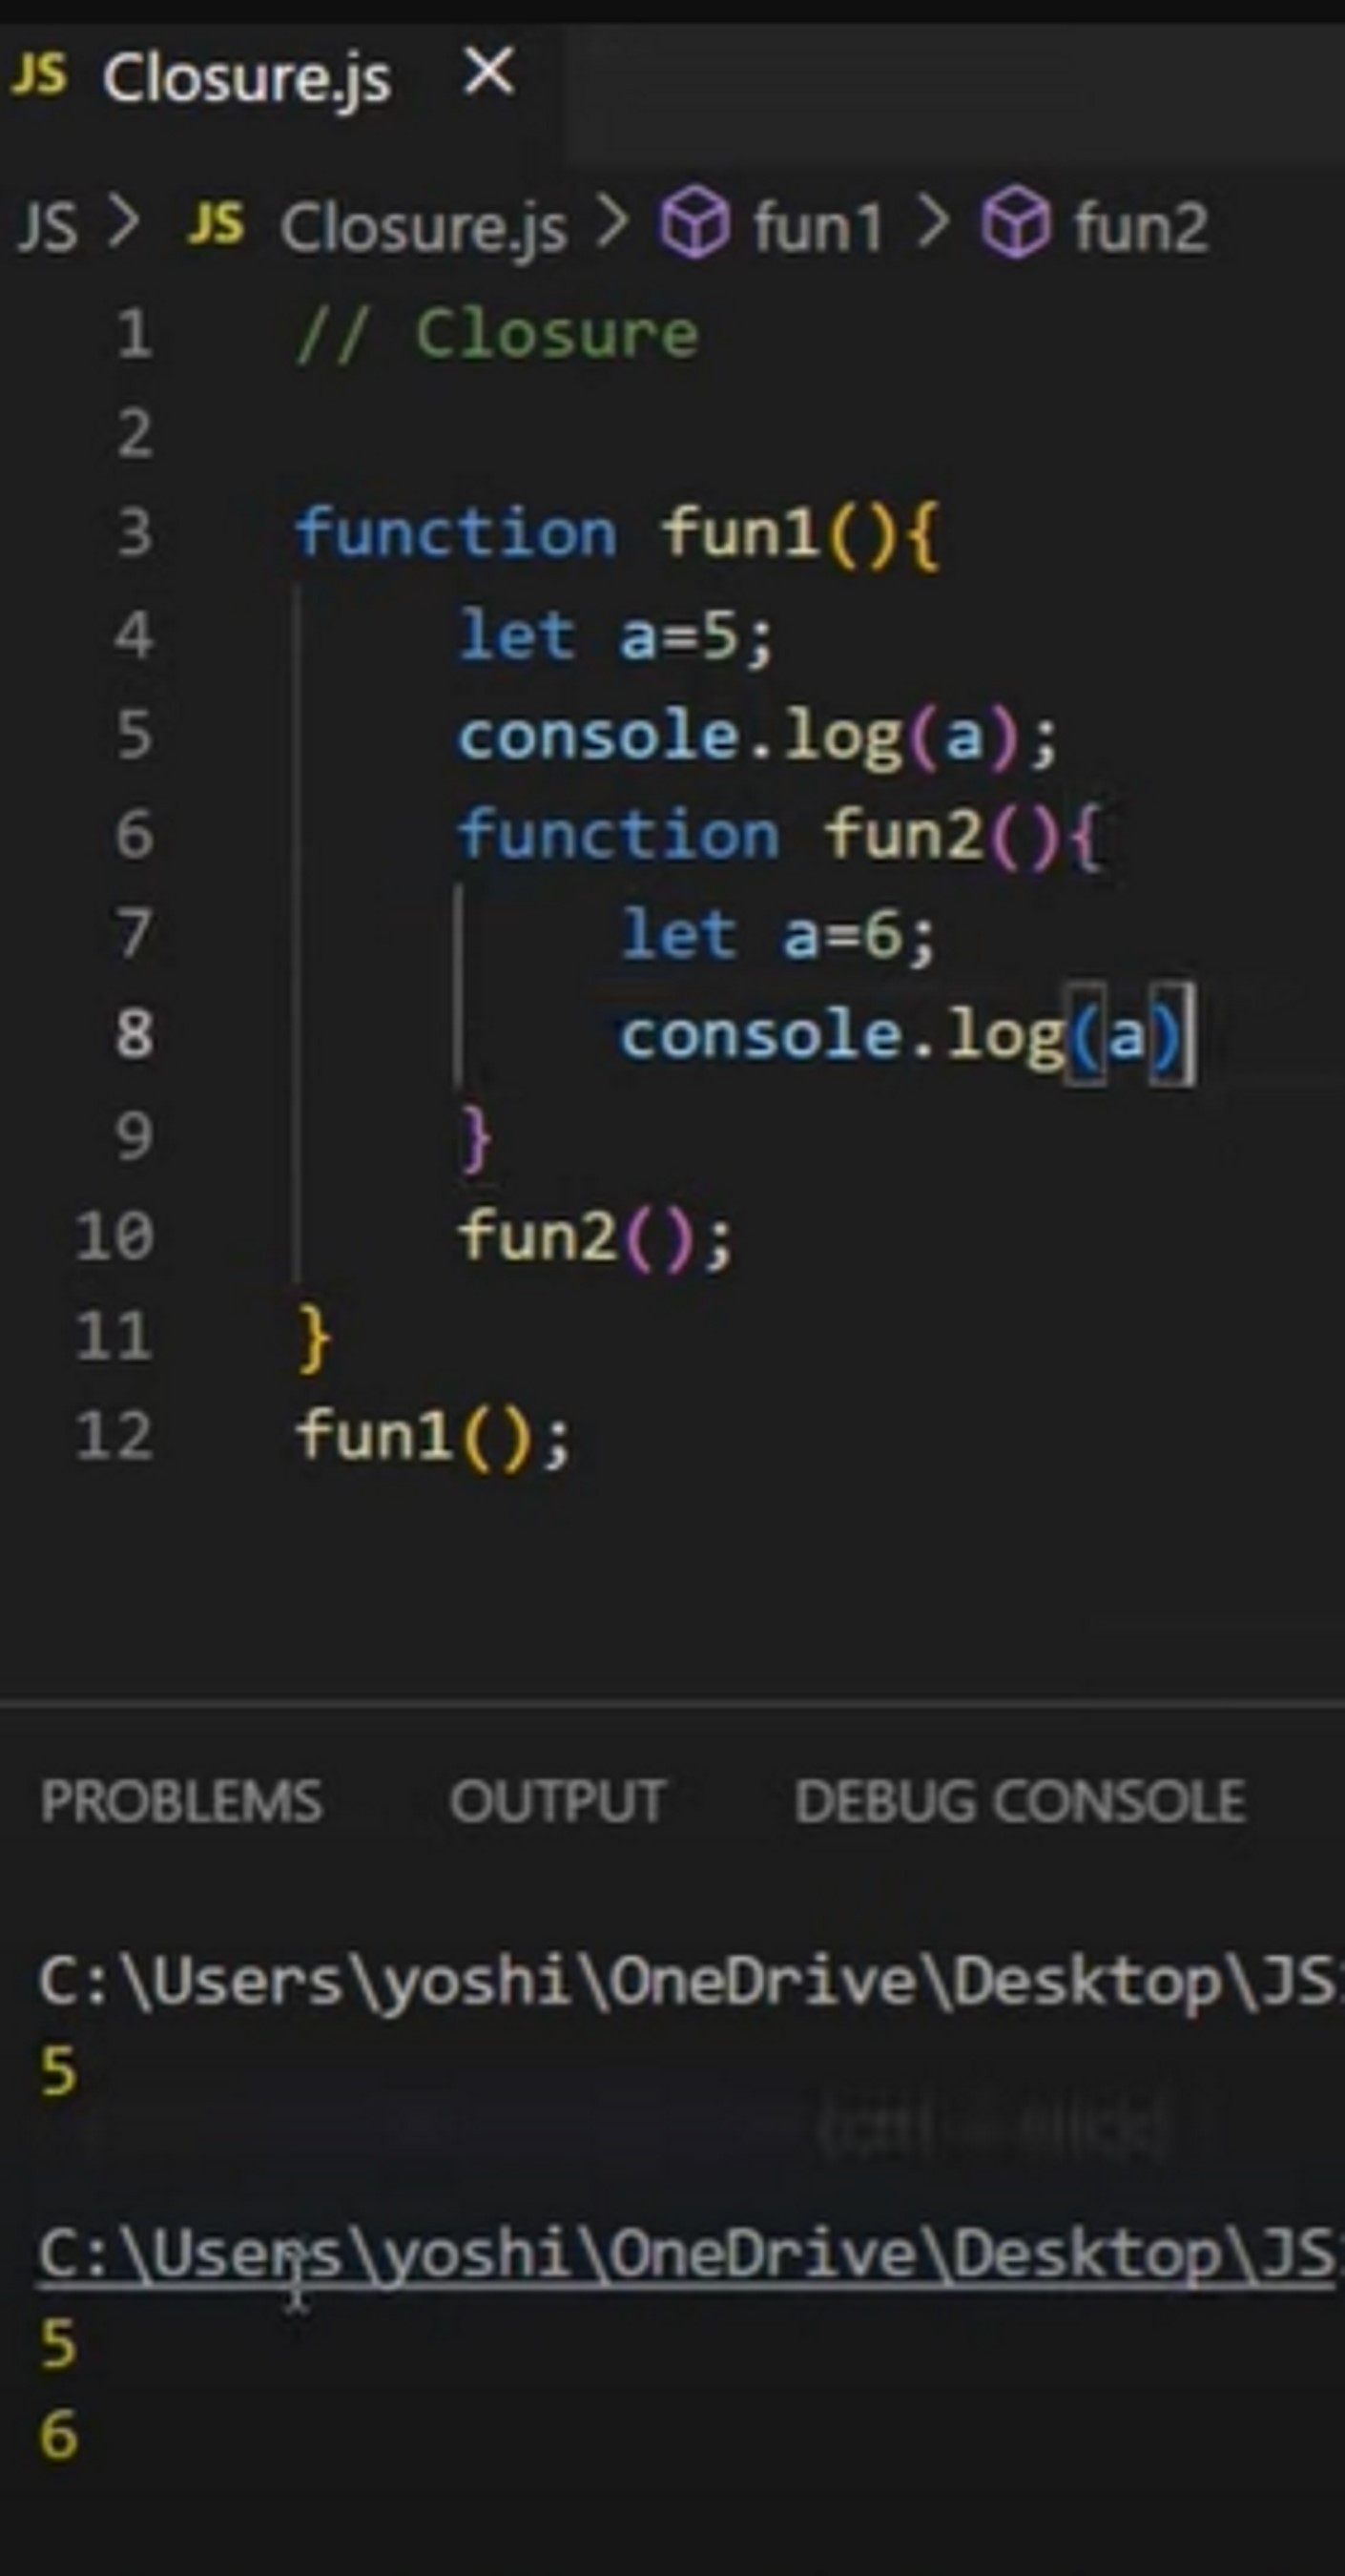 JS Closure.js ×
JS > JS Closure.js > fun1 > fun2
1 // Closure
2
3 function fun1(){
4 let a=5;
5 console.log(a);
6 function fun2(){
7 let a=6;
8 console.log(a)
9 }
10 fun2();
11 }
12 fun1();
PROBLEMS OUTPUT DEBUG CONSOLE
C:\Users\yoshi\OneDrive\Desktop\JS
5
C:\Users\yoshi\OneDrive\Desktop\JS
5
6